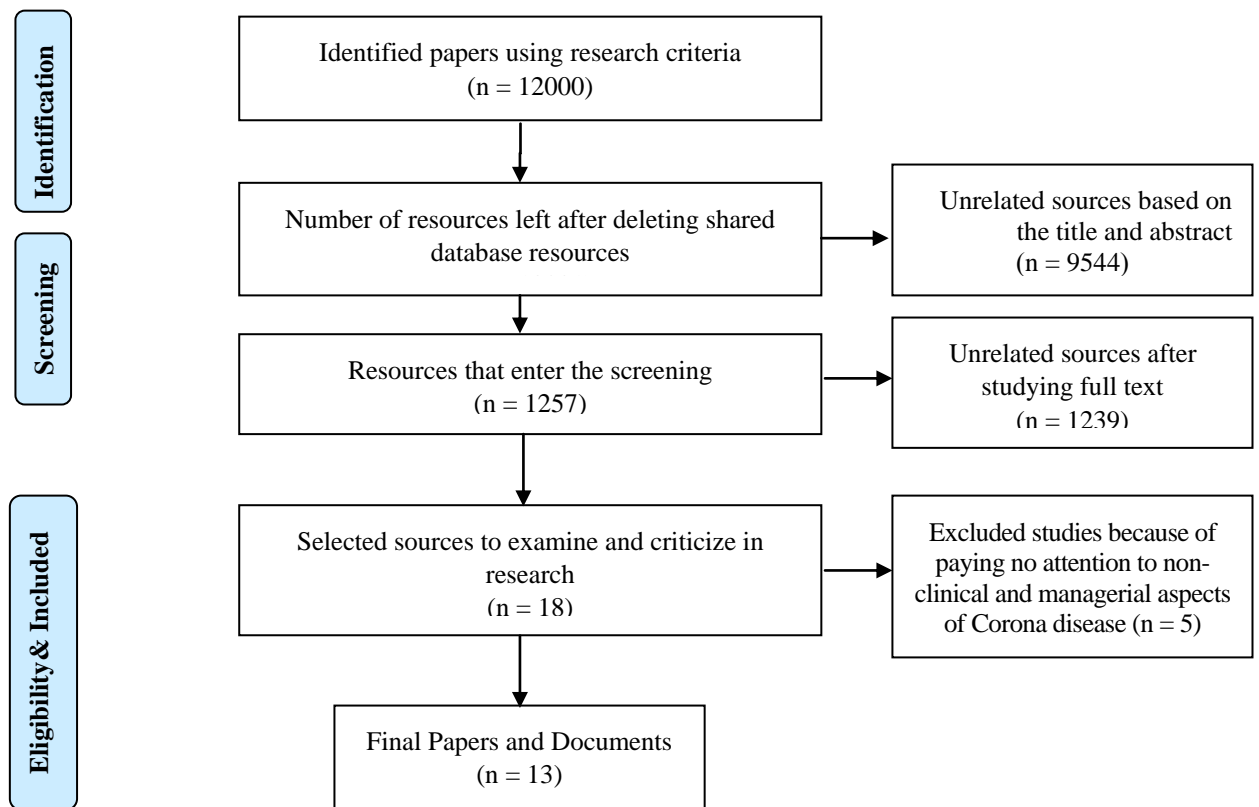 Identification
Identified papers using research criteria
(n = 12000)
Number of resources left after deleting shared
database resources
Unrelated sources based on
the title and abstract
(n = 9544)
Screening
Resources that enter the screening
(n = 1257)
Unrelated sources after
studying full text
(n = 1239)
Eligibility& Included
Selected sources to examine and criticize in
research
(n = 18)
Excluded studies because of
paying no attention to non-
clinical and managerial aspects
of Corona disease (n = 5)
Final Papers and Documents
(n = 13)